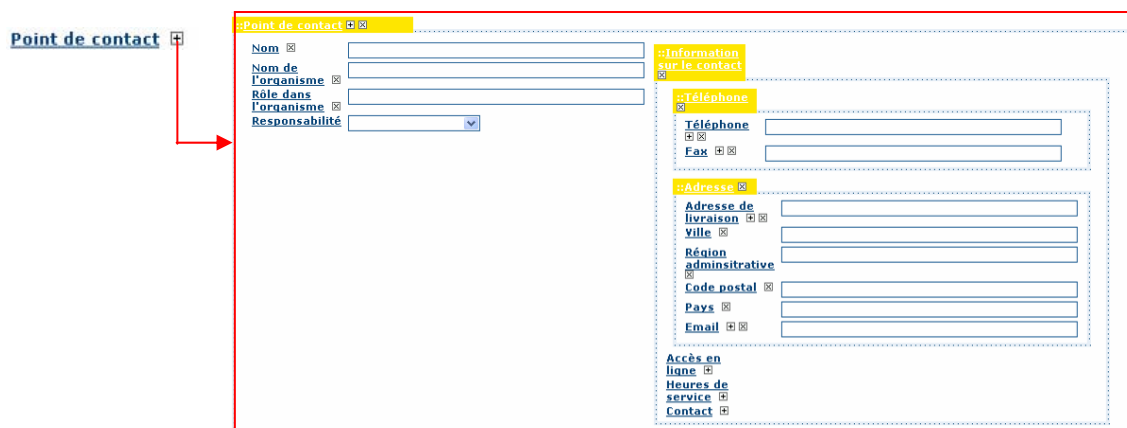 Point de contact
::Point de contact
Nom
Nom de
l'organisme
Rôle dans
l'organisme
Responsabilité
::Information
sur le contact
::Téléphone
Téléphone
Fax
::Adresse
Adresse de
livraison
Ville
Région
adminsitrative
Code postal
Pays
Email
Accès en
ligne
Heures de
service
Contact